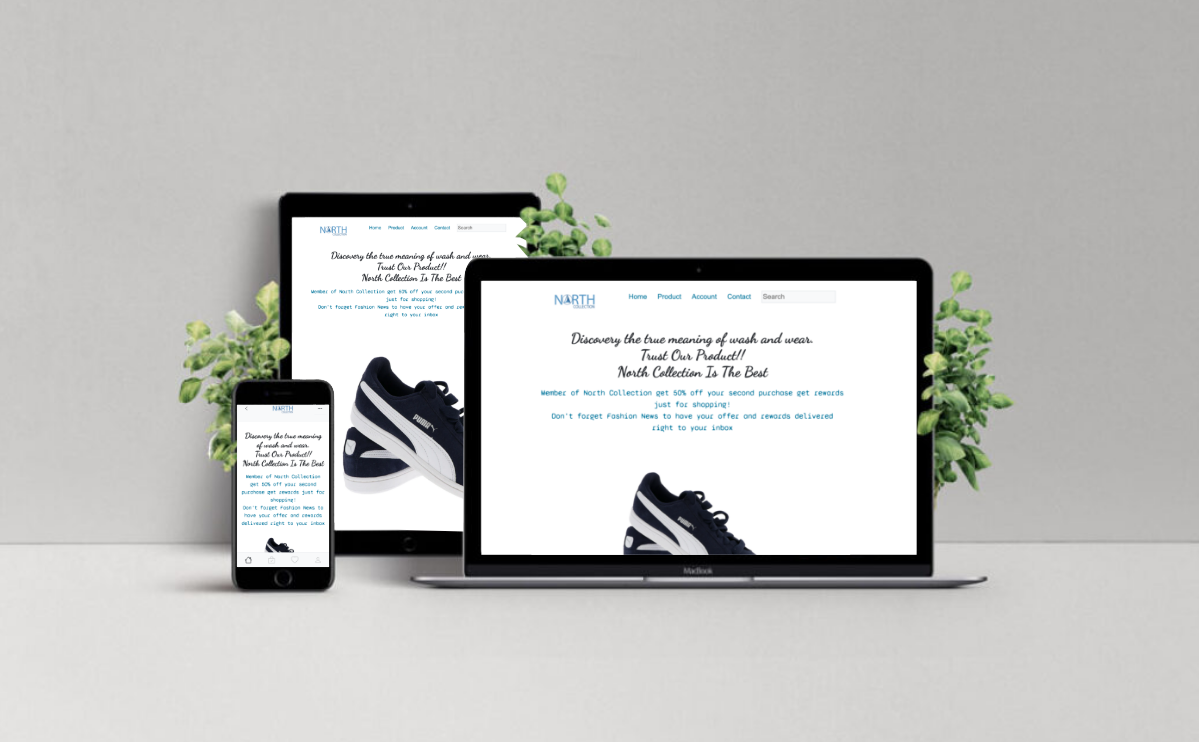 NORTH
Home Product Account Contact Search
Discovery the true meaning of wash and wear.
Trust Our Product!!
North Collection Is The Best
Member of North Collection get 50% off your second pu
just for shopping!
Don't forget Fashion News to have your offer and re
right to your inbox
PUMA
NORTH
COLLECTION
Home Product Account Contact Search
Discovery the true meaning of wash and wear.
Trust Our Product!!
North Collection Is The Best
Member of North Collection get 50% off your second purchase get rewards
just for shopping!
Don't forget Fashion News to have your offer and rewards delivered
right to your inbox
PUMA
MacBook
NORTH
Discovery the true meaning
of wash and wear.
Trust Our Product!!
North Collection Is The Best
Member of North Collection
get 50% off your second
purchase get rewards just for
shopping!
Don't forget Fashion News to
have your offer and rewards
delivered right to your inbox